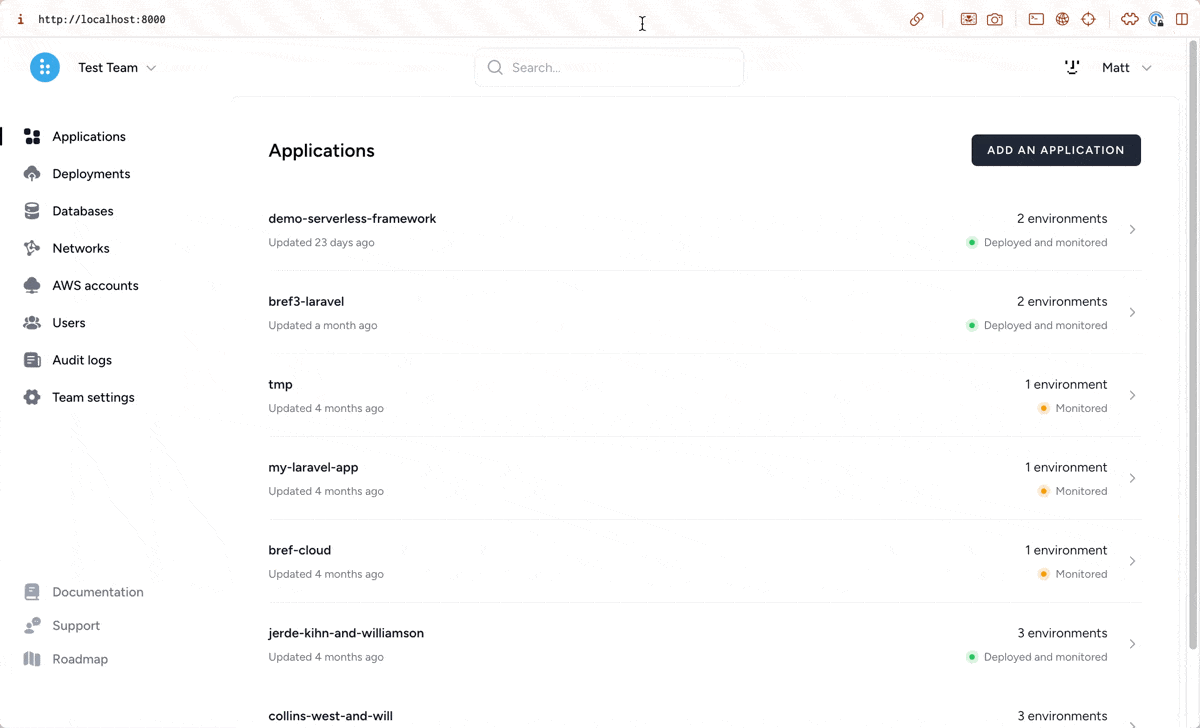 http://localhost:8000
Test Team
Search...
Matt
Applications
Deployments
Databases
Networks
AWS accounts
Users
Audit logs
Team settings
Documentation
Support
Roadmap
Applications
ADD AN APPLICATION
demo-serverless-framework
2 environments
Updated 23 days ago
Deployed and monitored
bref3-laravel
2 environments
Updated a month ago
Deployed and monitored
tmp
1 environment
Updated 4 months ago
Monitored
my-laravel-app
1 environment
Updated 4 months ago
Monitored
bref-cloud
1 environment
Updated 4 months ago
Monitored
jerde-kihn-and-williamson
3 environments
Updated 4 months ago
Deployed and monitored
collins-west-and-will
3 environments